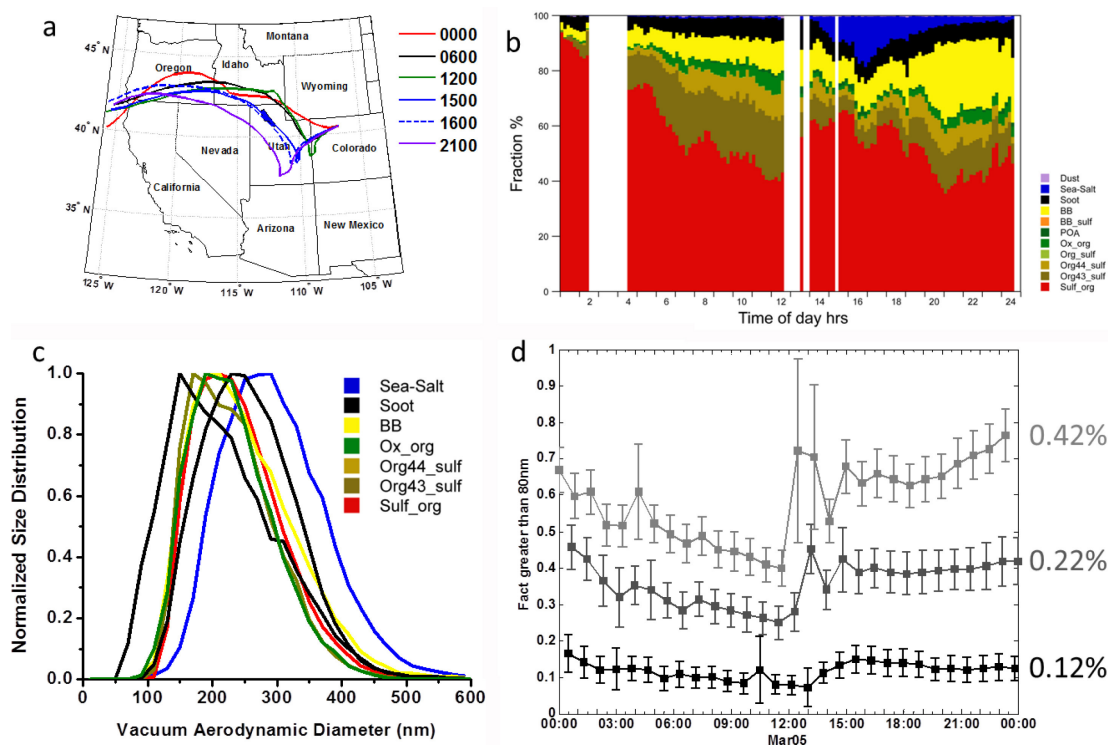 a
45°N
40°N
35°N
125°W
120°W
115°W
110°W
105°W
Montana
Oregon
Idaho
Wyoming
Nevada
Utah
Colorado
California
Arizona
New Mexico
0000
0600
1200
1500
1600
2100
b
Fraction %
100
80
60
40
20
0
2
4
6
8
10
12
14
16
18
20
22
24
Time of day hrs
Dust
Sea-Salt
Soot
BB
BB_sulf
POA
Ox_org
Org_sulf
Org44_sulf
Org43_sulf
Sulf_org
c
Normalized Size Distribution
1.0
0.8
0.6
0.4
0.2
0.0
0
100
200
300
400
500
600
Vacuum Aerodynamic Diameter (nm)
Sea-Salt
Soot
BB
Ox_org
Org44_sulf
Org43_sulf
Sulf_org
d
Fact greater than 80nm
1
0.9
0.8
0.7
0.6
0.5
0.4
0.3
0.2
0.1
0
00:00
03:00
06:00
09:00
12:00
15:00
18:00
21:00
00:00
Mar05
0.42%
0.22%
0.12%